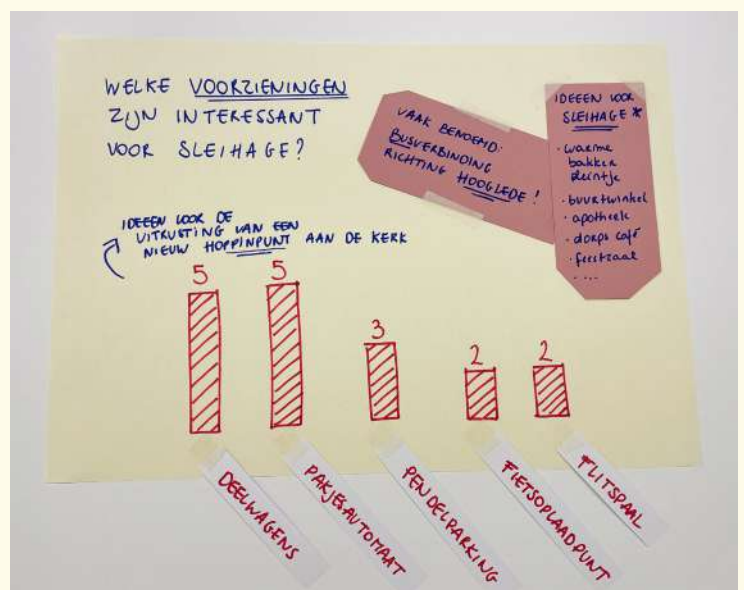 WELKE VOORZIENINGEN
ZIJN INTERESSANT
VOOR SLEIHAGE?
VAAK BENOEMD:
BUSVERBINDING
RICHTING HOOGLEDE!
IDEEEN VOOR
SLEIHAGE *
· warme
bakker
pleintje
· buurtwinkel
· apotheek
· dorps café
· feestzaal
· ....
IDEEEN VOOR DE
UITRUSTING VAN EEN
NIEUW HOPPINPUNT AAN DE KERK
5
5
3
2
2
DEELWAGENS
PAKJESAUTOMAAT
PENDELPARKING
FIETSOPLAADPUNT
FLITSPAAL